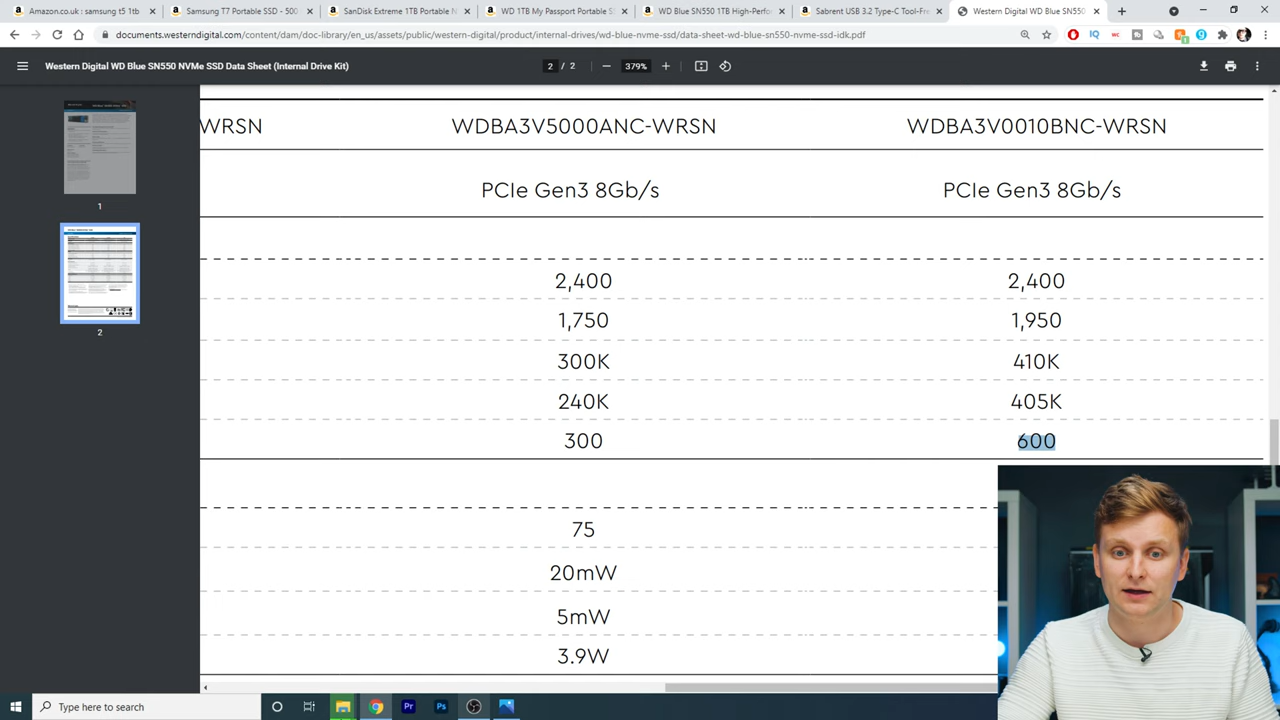 Amazon.co.uk : samsung t5 1tb
Samsung T7 Portable SSD - 500
SanDisk Extreme 1TB Portable N
WD 1TB My Passport Portable S
WD Blue SN550 1TB High-Perfo
Sabrent USB 3.2 Type-C Tool-Fre
Western Digital WD Blue SN550
documents.westerndigital.com/content/dam/doc-library/en_us/assets/public/western-digital/product/internal-drives/wd-blue-nvme-ssd/data-sheet-wd-blue-sn550-nvme-ssd-idk.pdf
Western Digital WD Blue SN550 NVMe SSD Data Sheet (Internal Drive Kit)
2 / 2
379%
WRSN WDBA3V5000ANC-WRSN WDBA3V0010BNC-WRSN
PCIe Gen3 8Gb/s PCIe Gen3 8Gb/s
2,400 2,400
1,750 1,950
300K 410K
240K 405K
300 600
75
20mW
5mW
3.9W
1
2
Type here to search
Pr
Ps